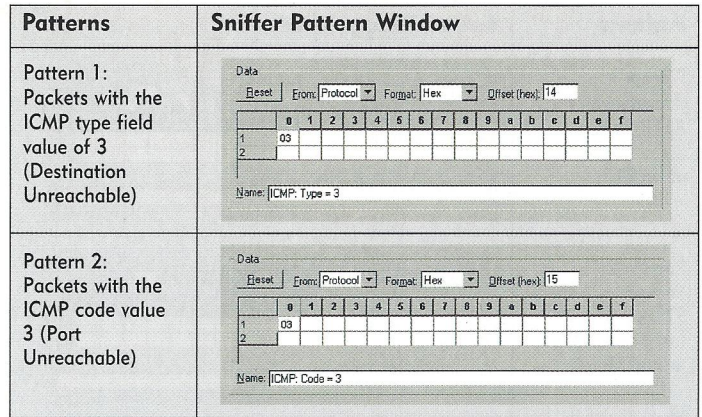 Patterns
Sniffer Pattern Window
Pattern 1:
Packets with the
ICMP type field
value of 3
(Destination
Unreachable)
Data
Reset From: Protocol Format: Hex Offset (hex): 14
0 1 2 3 4 5 6 7 8 9 a b c d e f
1 03
2
Name: ICMP: Type = 3
Pattern 2:
Packets with the
ICMP code value
3 (Port
Unreachable)
Data
Reset From: Protocol Format: Hex Offset (hex): 15
0 1 2 3 4 5 6 7 8 9 a b c d e f
1 03
2
Name: ICMP: Code = 3